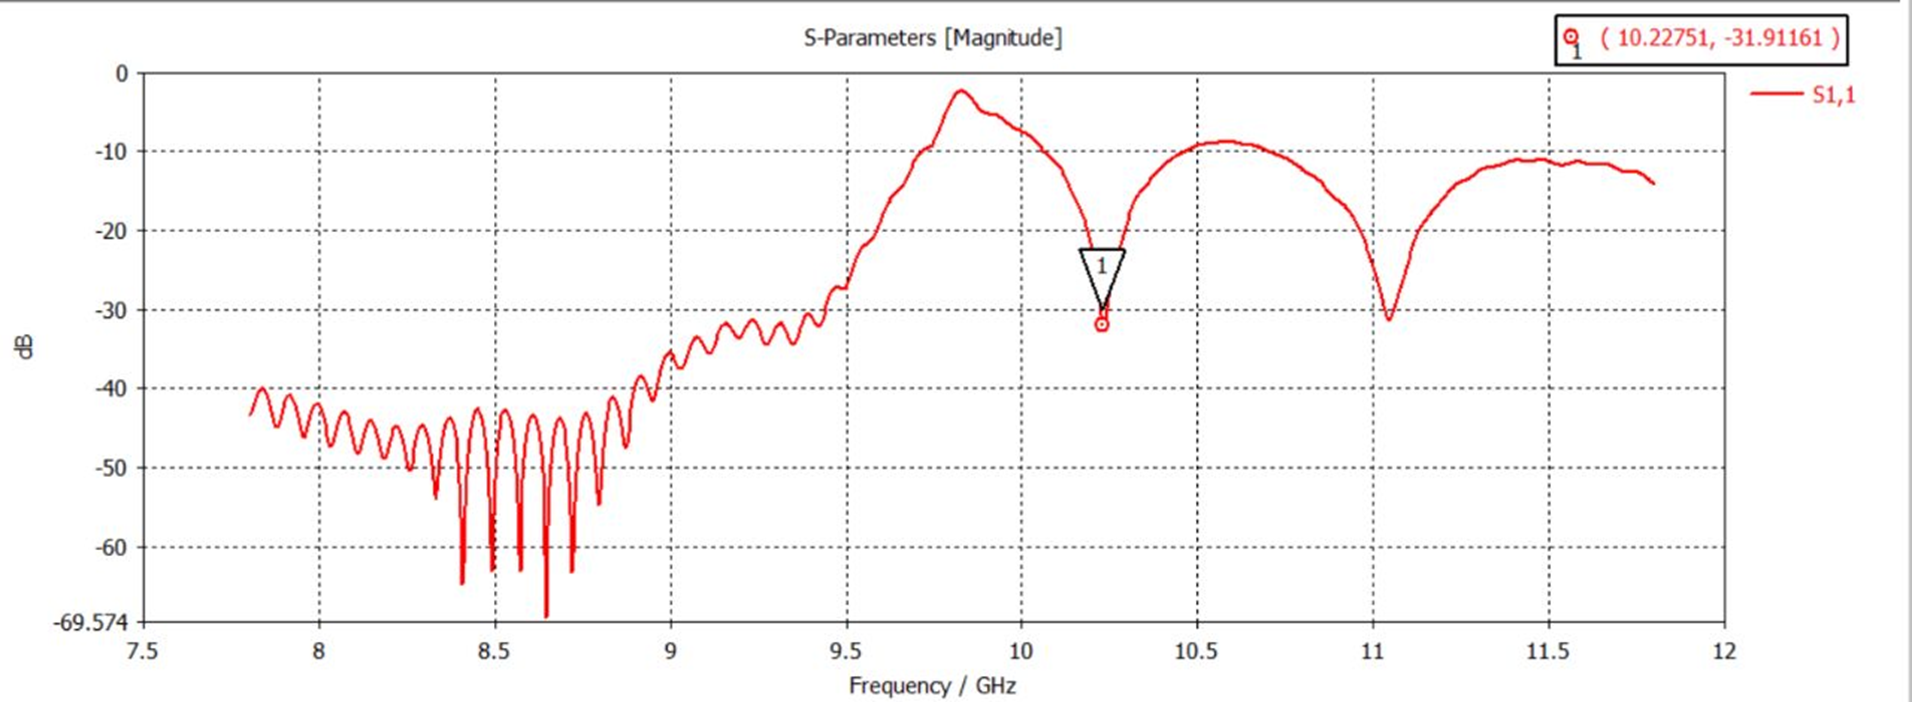 S-Parameters [Magnitude]
1 ( 10.22751, -31.91161 )
S1,1
0
-10
-20
-30
-40
-50
-60
-69.574
dB
1
7.5 8 8.5 9 9.5 10 10.5 11 11.5 12
Frequency / GHz